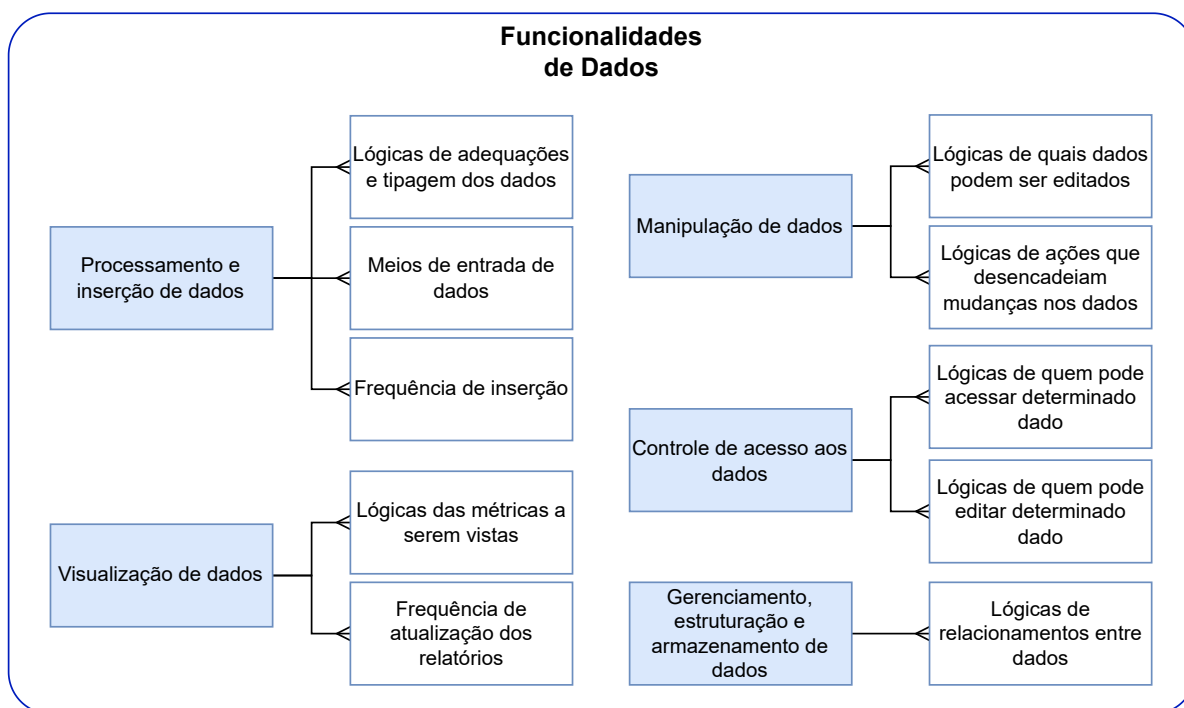 Funcionalidades
de Dados
Processamento e
inserção de dados
Lógicas de adequações
e tipagem dos dados
Meios de entrada de
dados
Frequência de inserção
Visualização de dados
Lógicas das métricas a
serem vistas
Frequência de
atualização dos
relatórios
Manipulação de dados
Lógicas de quais dados
podem ser editados
Lógicas de ações que
desencadeiam
mudanças nos dados
Controle de acesso aos
dados
Lógicas de quem pode
acessar determinado
dado
Lógicas de quem pode
editar determinado
dado
Gerenciamento,
estruturação e
armazenamento de
dados
Lógicas de
relacionamentos entre
dados